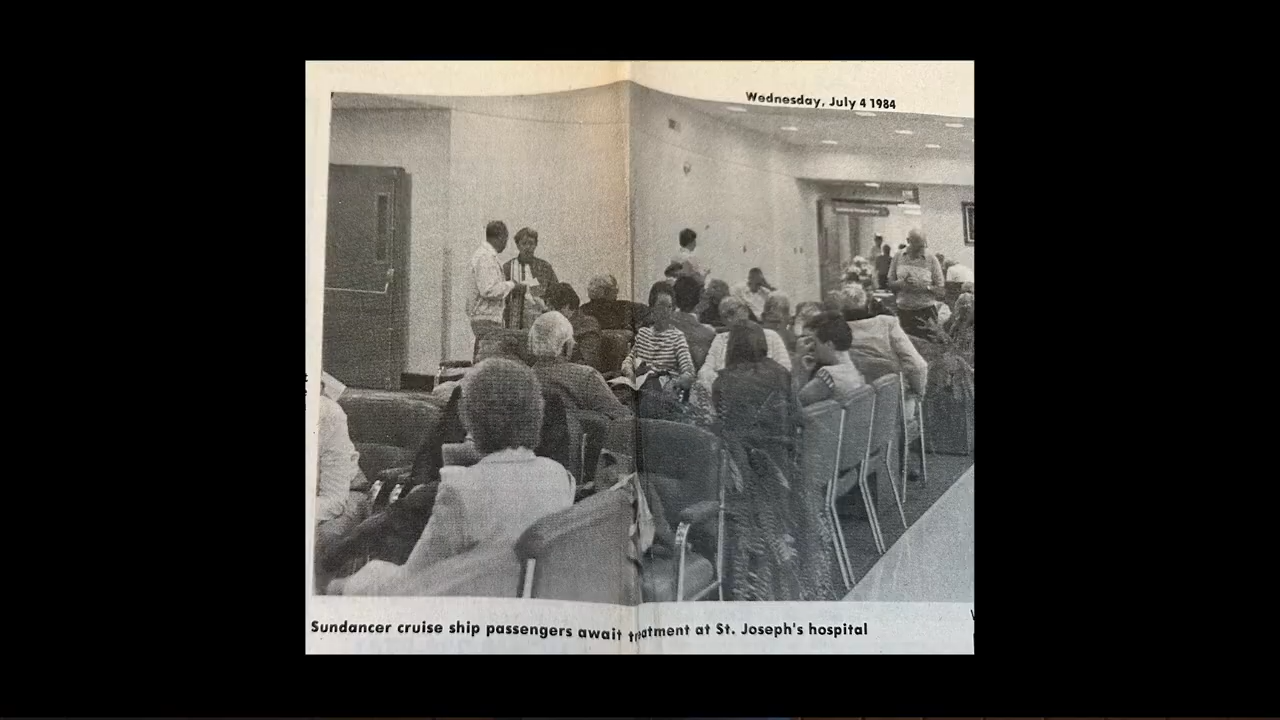 Wednesday, July 4 1984
Sundancer cruise ship passengers await treatment at St. Joseph's hospital